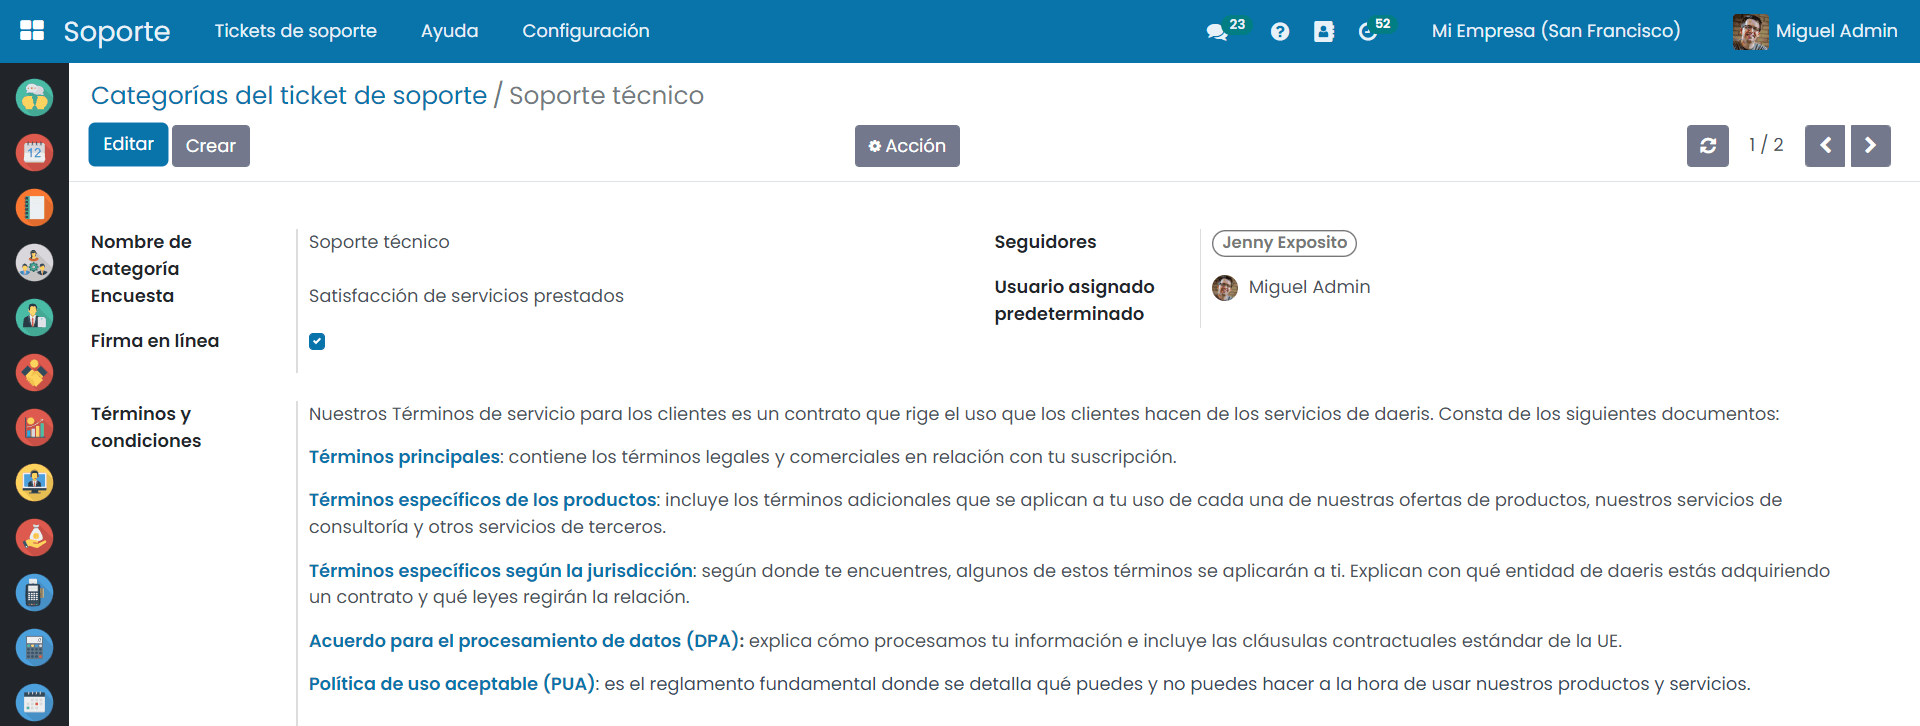 Soporte Tickets de soporte Ayuda Configuración 23 52 Mi Empresa (San Francisco) Miguel Admin
Categorías del ticket de soporte / Soporte técnico
Editar Crear Acción 1 / 2
Nombre de categoría Soporte técnico
Encuesta Satisfacción de servicios prestados
Firma en línea
Seguidores Jenny Exposito
Usuario asignado predeterminado Miguel Admin
Términos y condiciones
Nuestros Términos de servicio para los clientes es un contrato que rige el uso que los clientes hacen de los servicios de daeris. Consta de los siguientes documentos:
Términos principales: contiene los términos legales y comerciales en relación con tu suscripción.
Términos específicos de los productos: incluye los términos adicionales que se aplican a tu uso de cada una de nuestras ofertas de productos, nuestros servicios de
consultoría y otros servicios de terceros.
Términos específicos según la jurisdicción: según donde te encuentres, algunos de estos términos se aplicarán a ti. Explican con qué entidad de daeris estás adquiriendo
un contrato y qué leyes regirán la relación.
Acuerdo para el procesamiento de datos (DPA): explica cómo procesamos tu información e incluye las cláusulas contractuales estándar de la UE.
Política de uso aceptable (PUA): es el reglamento fundamental donde se detalla qué puedes y no puedes hacer a la hora de usar nuestros productos y servicios.
12